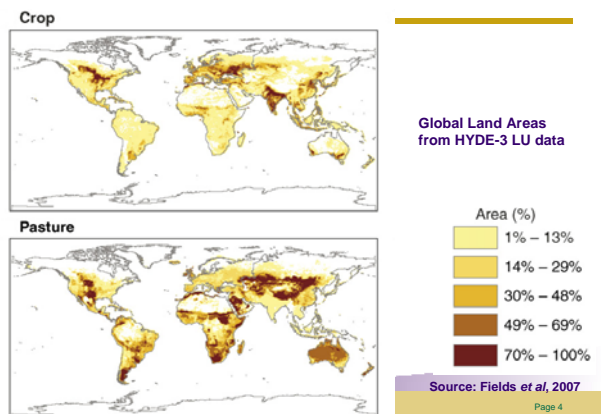 Crop
Pasture
Global Land Areas
from HYDE-3 LU data
Area (%)
1% – 13%
14% – 29%
30% – 48%
49% – 69%
70% – 100%
Source: Fields et al, 2007
Page 4